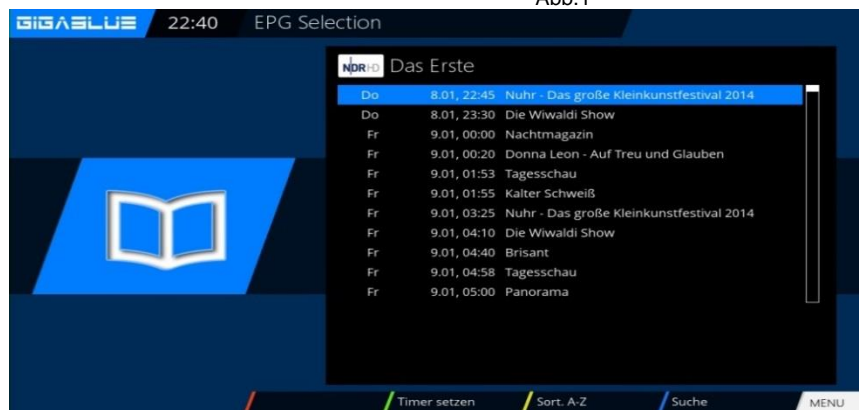 Abb.1
GIGABLUE 22:40 EPG Selection
NDR HD Das Erste
Do 8.01, 22:45 Nuhr - Das große Kleinkunstfestival 2014
Do 8.01, 23:30 Die Wiwaldi Show
Fr 9.01, 00:00 Nachtmagazin
Fr 9.01, 00:20 Donna Leon - Auf Treu und Glauben
Fr 9.01, 01:53 Tagesschau
Fr 9.01, 01:55 Kalter Schweiß
Fr 9.01, 03:25 Nuhr - Das große Kleinkunstfestival 2014
Fr 9.01, 04:10 Die Wiwaldi Show
Fr 9.01, 04:40 Brisant
Fr 9.01, 04:58 Tagesschau
Fr 9.01, 05:00 Panorama
Timer setzen Sort. A-Z Suche MENU